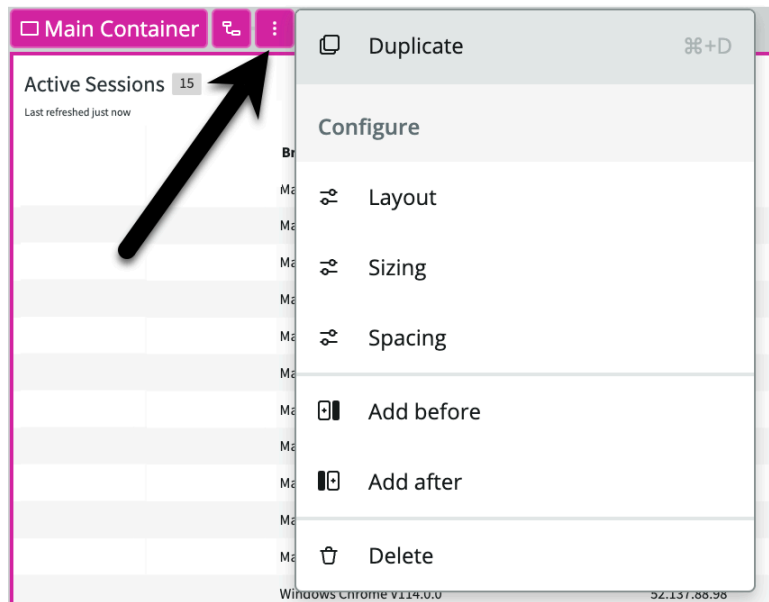 Main Container
Duplicate ⌘+D
Active Sessions 15
Last refreshed just now
Configure
Layout
Sizing
Spacing
Add before
Add after
Delete
Windows Chrome V114.0.0 52.137.88.98